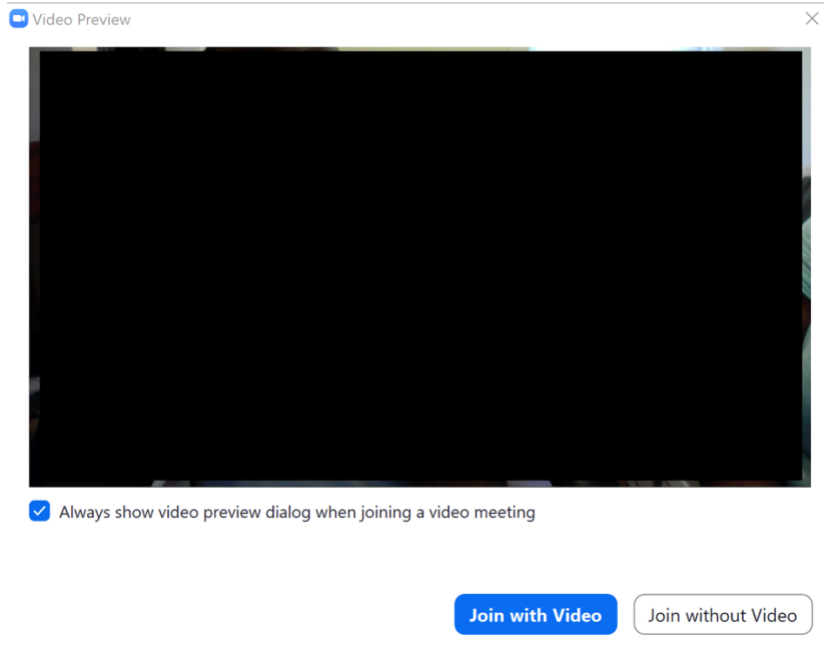 Video Preview
Always show video preview dialog when joining a video meeting
Join with Video
Join without Video